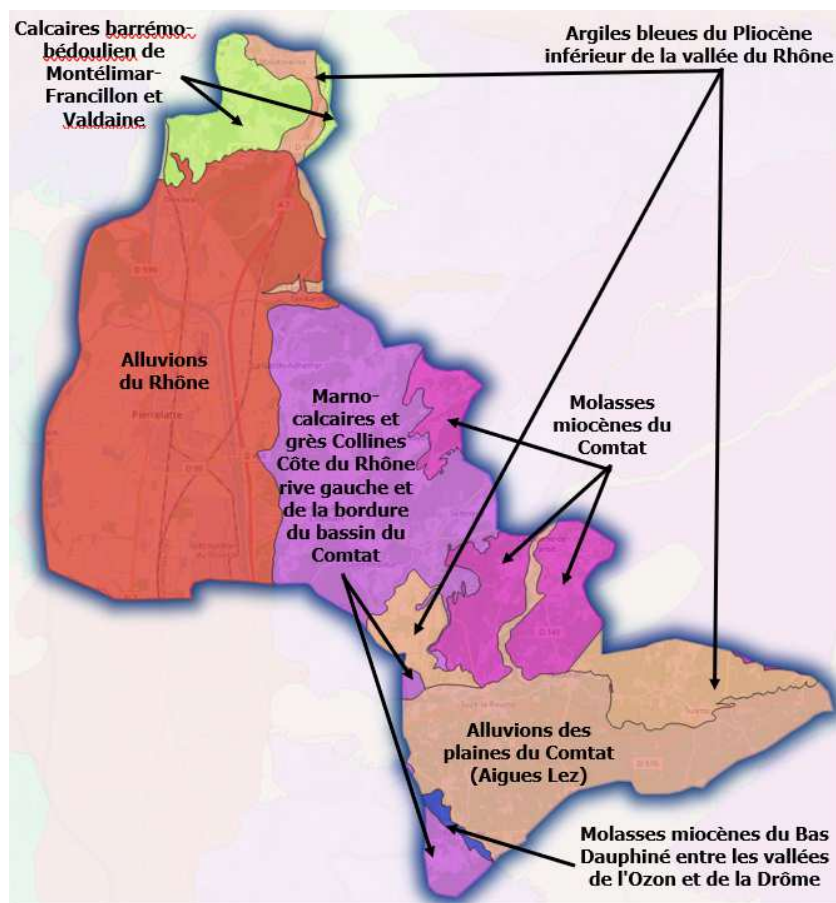 Calcaires barrémo-
bédoulien de
Montélimar-
Francillon et
Valdaine
Argiles bleues du Pliocène
inférieur de la vallée du Rhône
Alluvions
du Rhône
Pierrelatte
Marno-
calcaires et
grès Collines
Côte du Rhône
rive gauche et
de la bordure
du bassin du
Comtat
Molasses
miocènes du
Comtat
Alluvions des
plaines du Comtat
(Aigues Lez)
Molasses miocènes du Bas
Dauphiné entre les vallées
de l'Ozon et de la Drôme